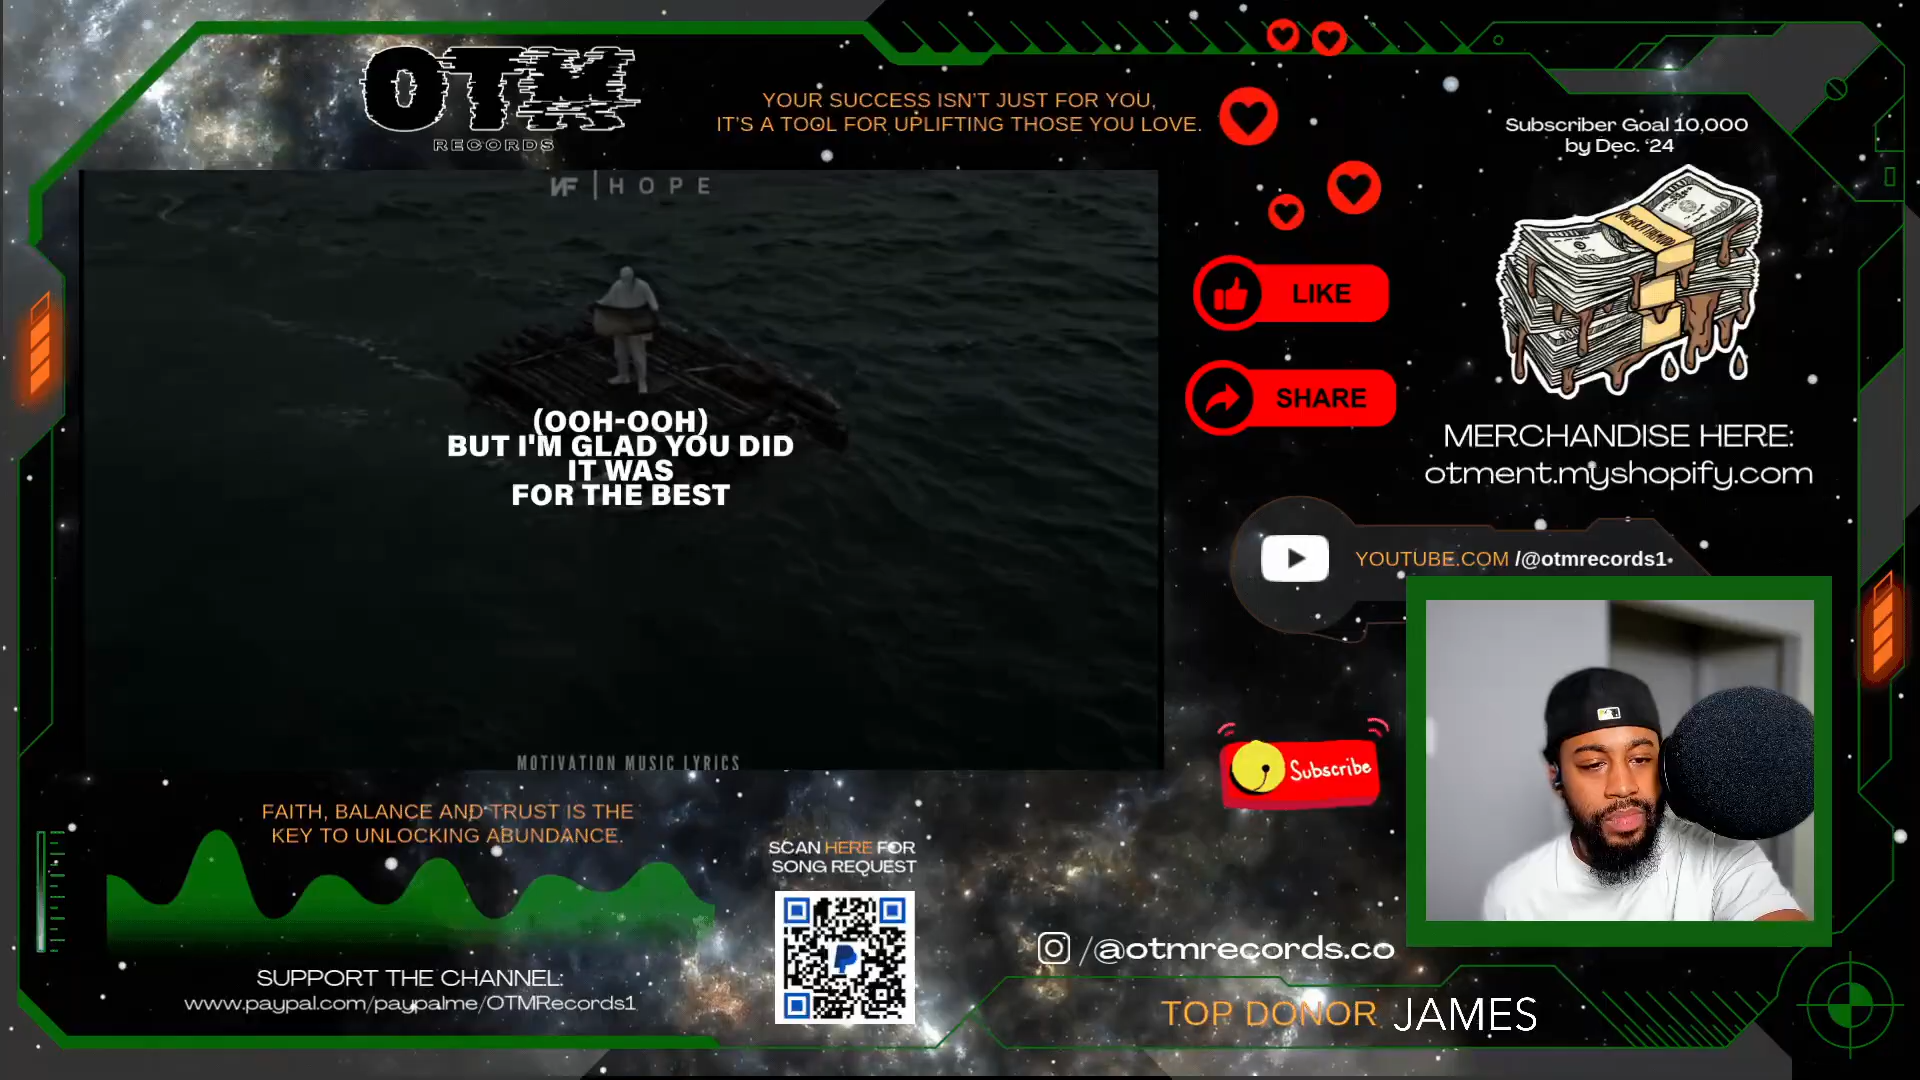 OTM
RECORDS
YOUR SUCCESS ISN'T JUST FOR YOU,
IT'S A TOOL FOR UPLIFTING THOSE YOU LOVE.
Subscriber Goal 10,000
by Dec. ‘24
NF | HOPE
LIKE
SHARE
(OOH-OOH)
BUT I'M GLAD YOU DID
IT WAS
FOR THE BEST
MERCHANDISE HERE:
otment.myshopify.com
YOUTUBE.COM /@otmrecords1
Subscribe
MOTIVATION MUSIC LYRICS
FAITH, BALANCE AND TRUST IS THE
KEY TO UNLOCKING ABUNDANCE.
SCAN HERE FOR
SONG REQUEST
/@otmrecords.co
SUPPORT THE CHANNEL:
www.paypal.com/paypalme/OTMRecords1
TOP DONOR JAMES